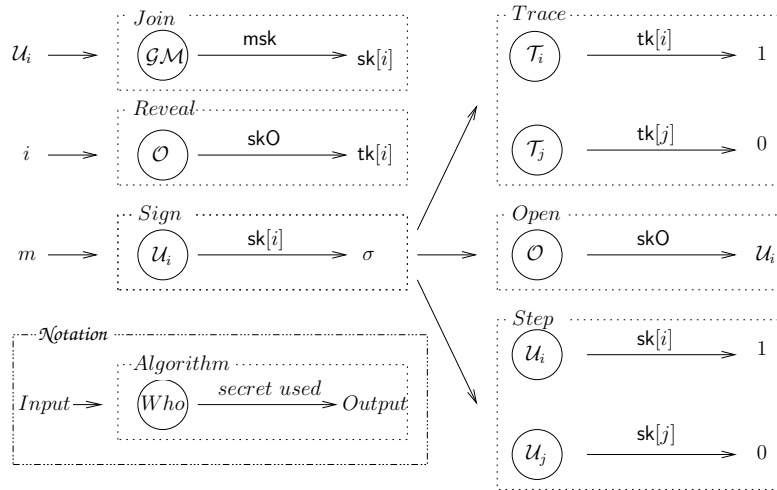 Join
𝒰i
𝒢ℳ
msk
sk[i]
Reveal
i
𝒪
skO
tk[i]
Sign
m
𝒰i
sk[i]
σ
Notation
Algorithm
Input
Who
secret used
Output
Trace
𝒯i
tk[i]
1
𝒯j
tk[j]
0
Open
𝒪
skO
𝒰i
Step
𝒰i
sk[i]
1
𝒰j
sk[j]
0